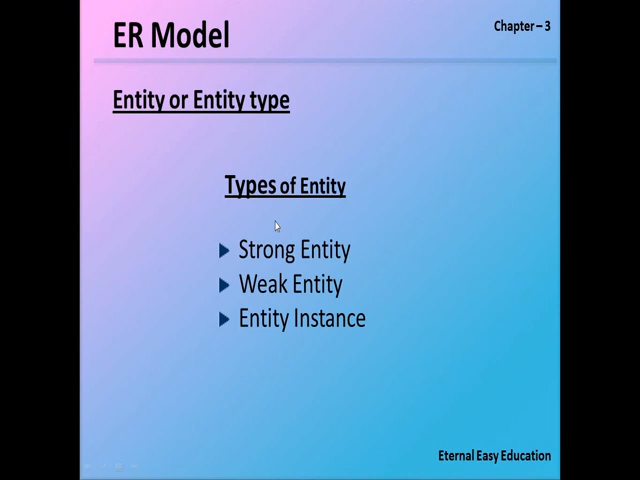 ER Model
Chapter – 3
Entity or Entity type
Types of Entity
Strong Entity
Weak Entity
Entity Instance
Eternal Easy Education